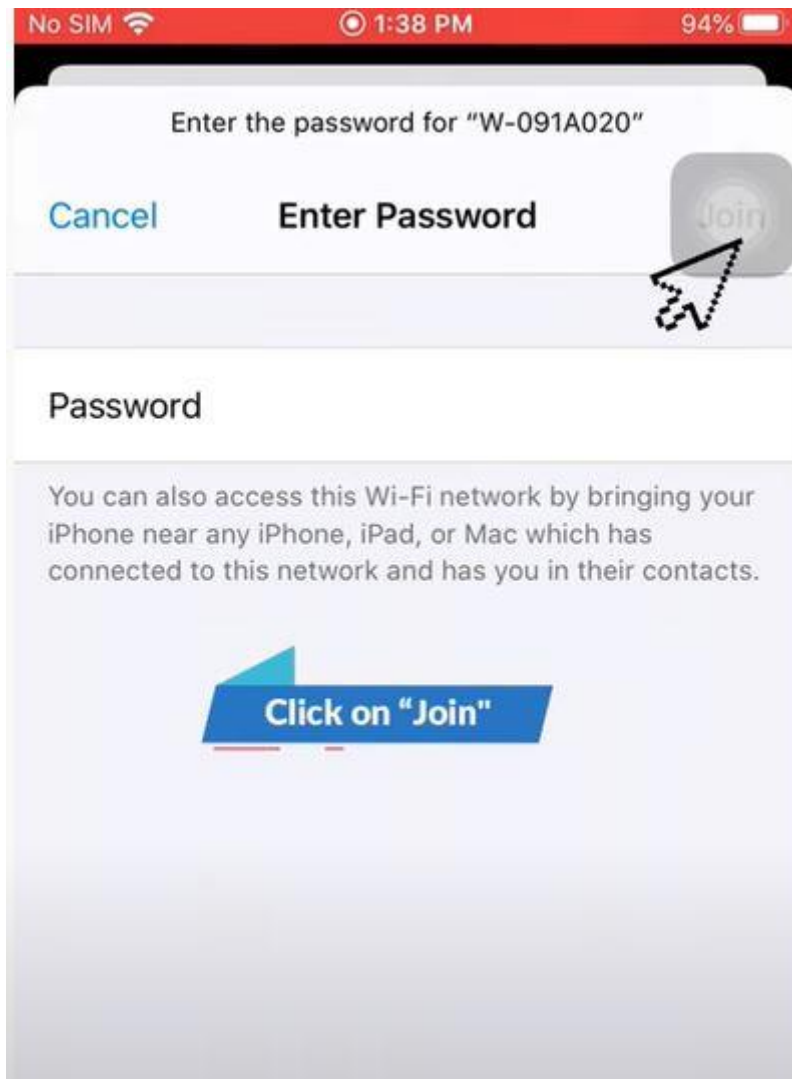 No SIM 1:38 PM 94%
Enter the password for “W-091A020”
Cancel Enter Password Join
Password
You can also access this Wi-Fi network by bringing your
iPhone near any iPhone, iPad, or Mac which has
connected to this network and has you in their contacts.
Click on “Join"